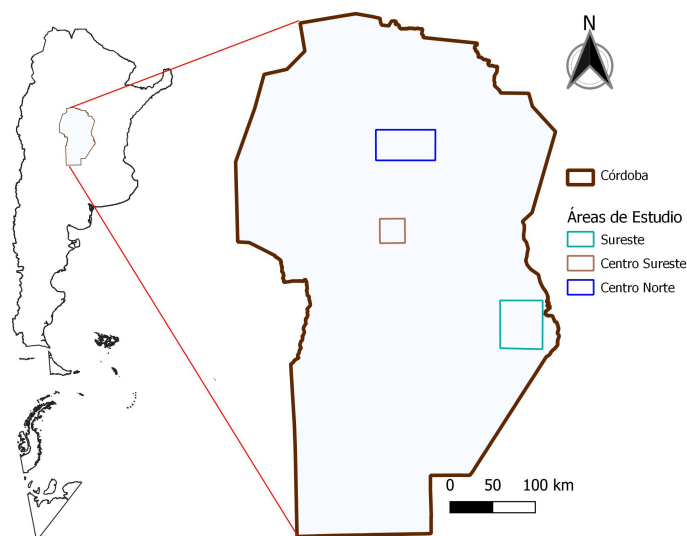 N
Córdoba
Áreas de Estudio
Sureste
Centro Sureste
Centro Norte
0 50 100 km